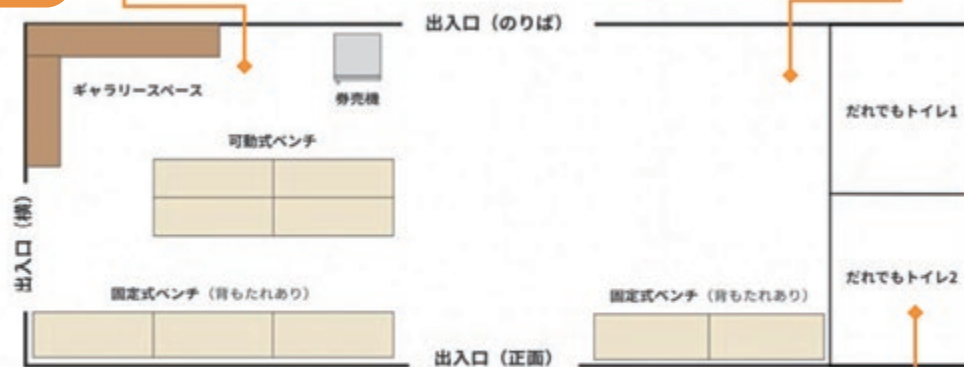 出入口（のりば）
ギャラリースペース
券売機
だれでもトイレ1
可動式ベンチ
出入口（横）
だれでもトイレ2
固定式ベンチ（背もたれあり）
固定式ベンチ（背もたれあり）
出入口（正面）